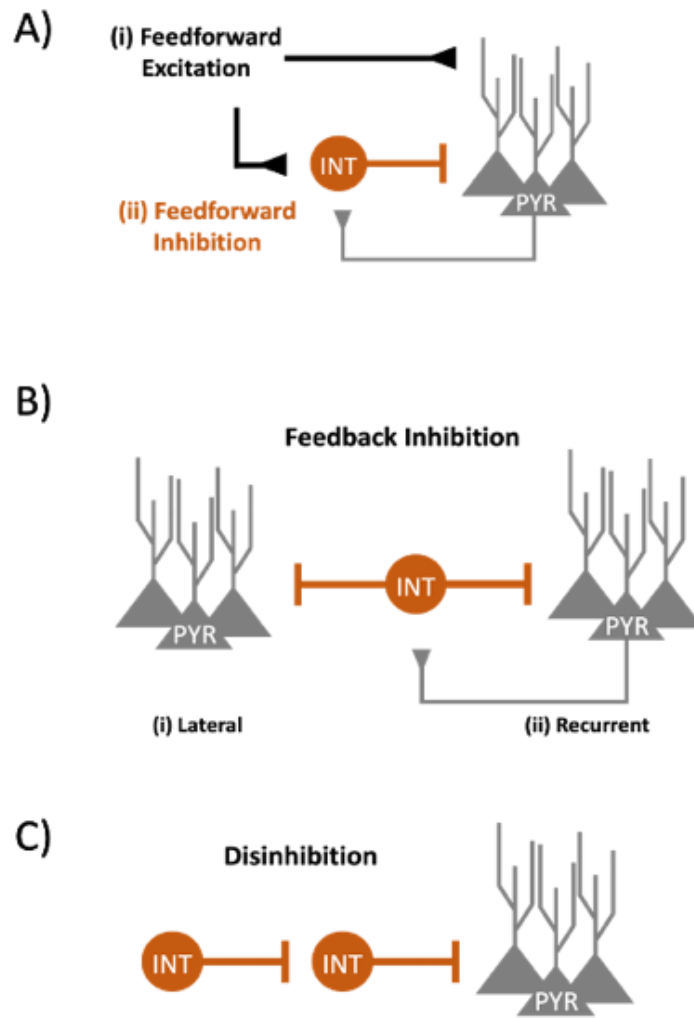 A)
(i) Feedforward
Excitation
INT
PYR
(ii) Feedforward
Inhibition
B)
Feedback Inhibition
INT
PYR
PYR
(i) Lateral
(ii) Recurrent
C)
Disinhibition
INT
INT
PYR